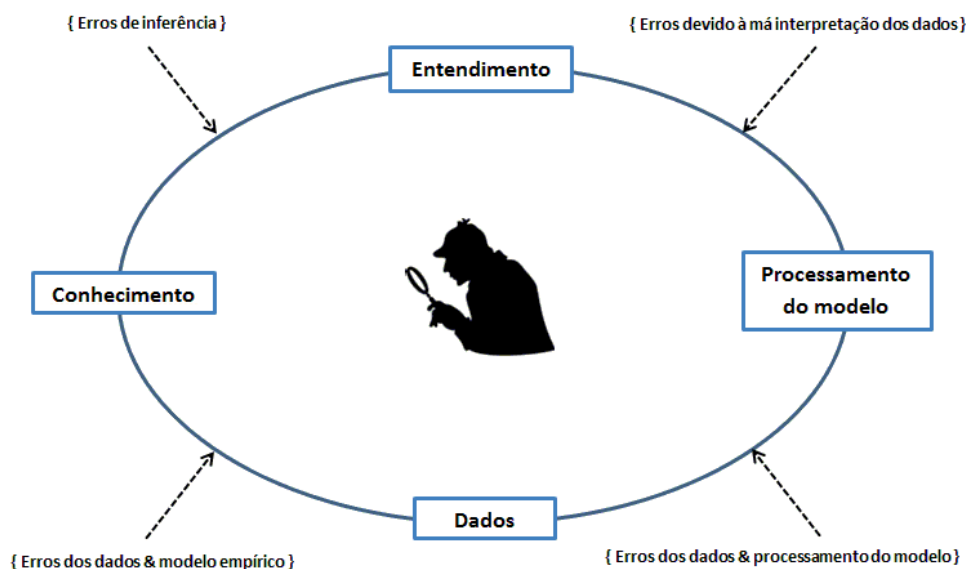 { Erros de inferência }
{ Erros devido à má interpretação dos dados }
Entendimento
Conhecimento
Processamento
do modelo
Dados
{ Erros dos dados & modelo empírico }
{ Erros dos dados & processamento do modelo }